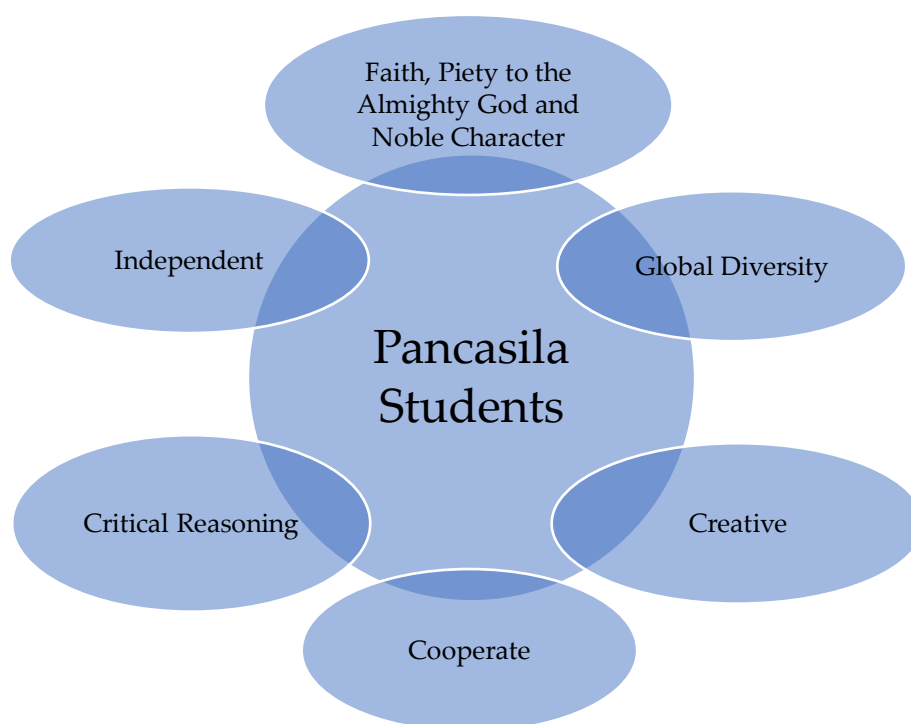 Faith, Piety to the
Almighty God and
Noble Character
Independent
Global Diversity
Pancasila
Students
Critical Reasoning
Creative
Cooperate